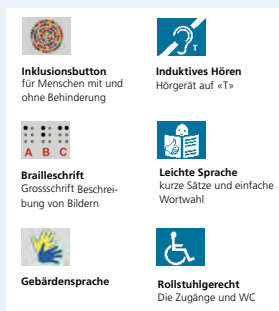 T
Inklusionsbutton
für Menschen mit und
ohne Behinderung
Induktives Hören
Hörgerät auf «T»
A B C
Brailleschrift
Grossschrift Beschrei-
bung von Bildern
Leichte Sprache
kurze Sätze und einfache
Wortwahl
Gebärdensprache
Rollstuhlgerecht
Die Zugänge und WC